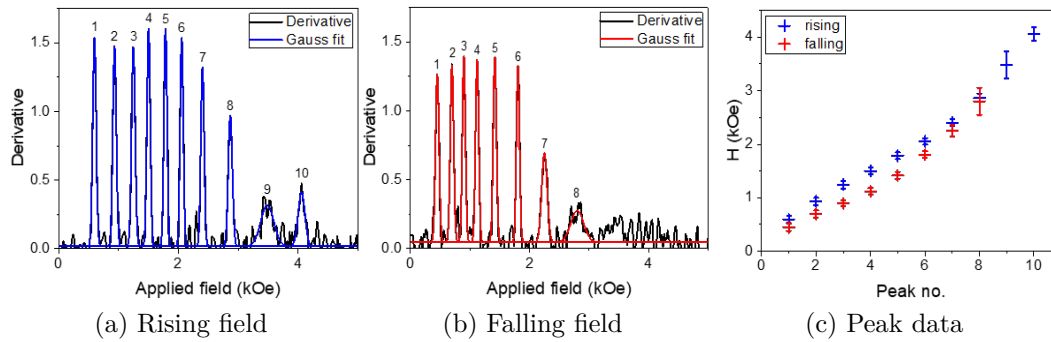 4 5
1 2 3 6
7
8
9 10
Derivative
Gauss fit
1.5
1.0
0.5
0.0
Derivative
0 2 4
Applied field (kOe)
(a) Rising field
1 2 3 4 5 6
7
8
Derivative
Gauss fit
1.5
1.0
0.5
0.0
Derivative
0 2 4
Applied field (kOe)
(b) Falling field
rising
falling
4
3
2
1
0
H (kOe)
0 2 4 6 8 10
Peak no.
(c) Peak data